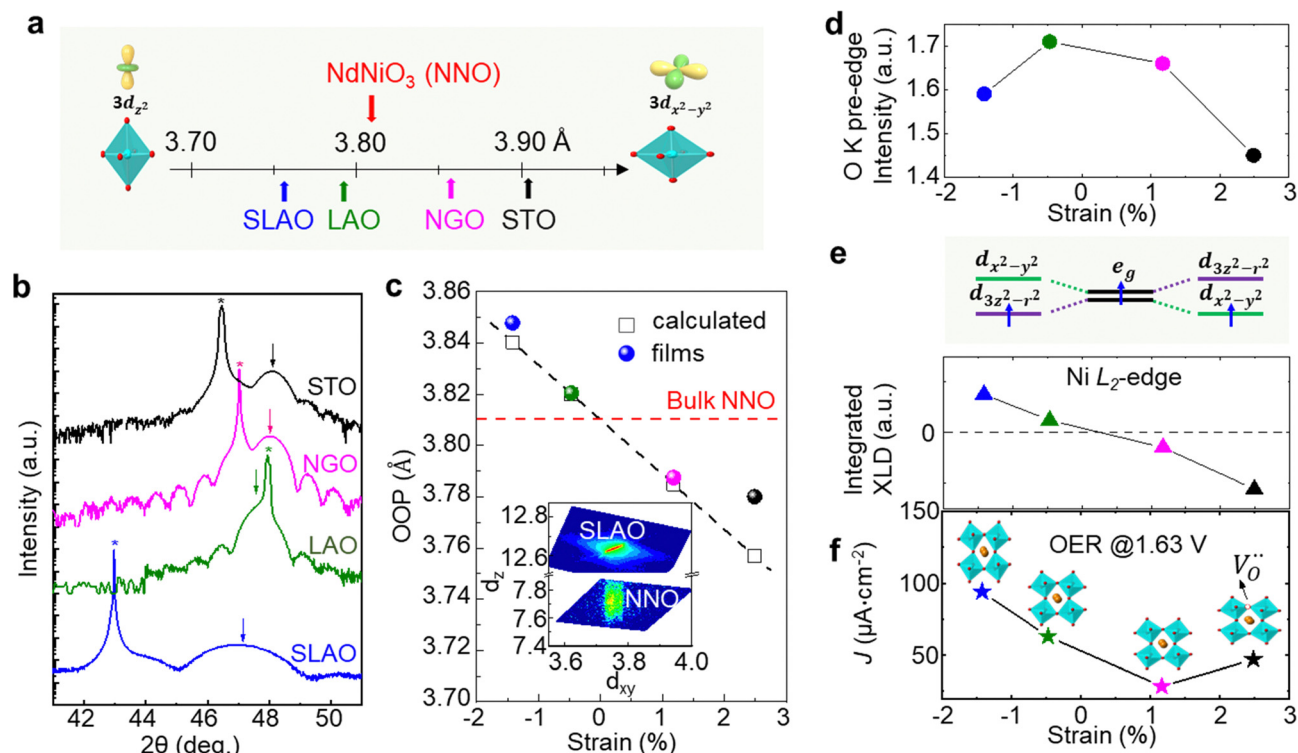 a
3d_{z^2}
NdNiO_3 (NNO)
3d_{x^2-y^2}
3.70 3.80 3.90 Å
SLAO LAO NGO STO
b
Intensity (a.u.)
*
STO
*
NGO
*
LAO
*
SLAO
42 44 46 48 50
2θ (deg.)
c
OOP (Å)
3.86
3.84
3.82
3.80
3.78
3.76
3.74
3.72
3.70
calculated
films
Bulk NNO
d_z
12.8
12.6
7.8
7.6
7.4
SLAO
NNO
3.6 4.0
d_{xy}
-2 -1 0 1 2 3
Strain (%)
d
O K pre-edge
Intensity (a.u.)
1.7
1.6
1.5
1.4
-2 -1 0 1 2 3
Strain (%)
e
d_{x^2-y^2} e_g d_{3z^2-r^2}
d_{3z^2-r^2} d_{x^2-y^2}
Integrated
XLD (a.u.)
Ni L_2-edge
0
f
J (μA·cm^{-2})
150
100
50
OER @1.63 V
V_O^{··}
-2 -1 0 1 2 3
Strain (%)